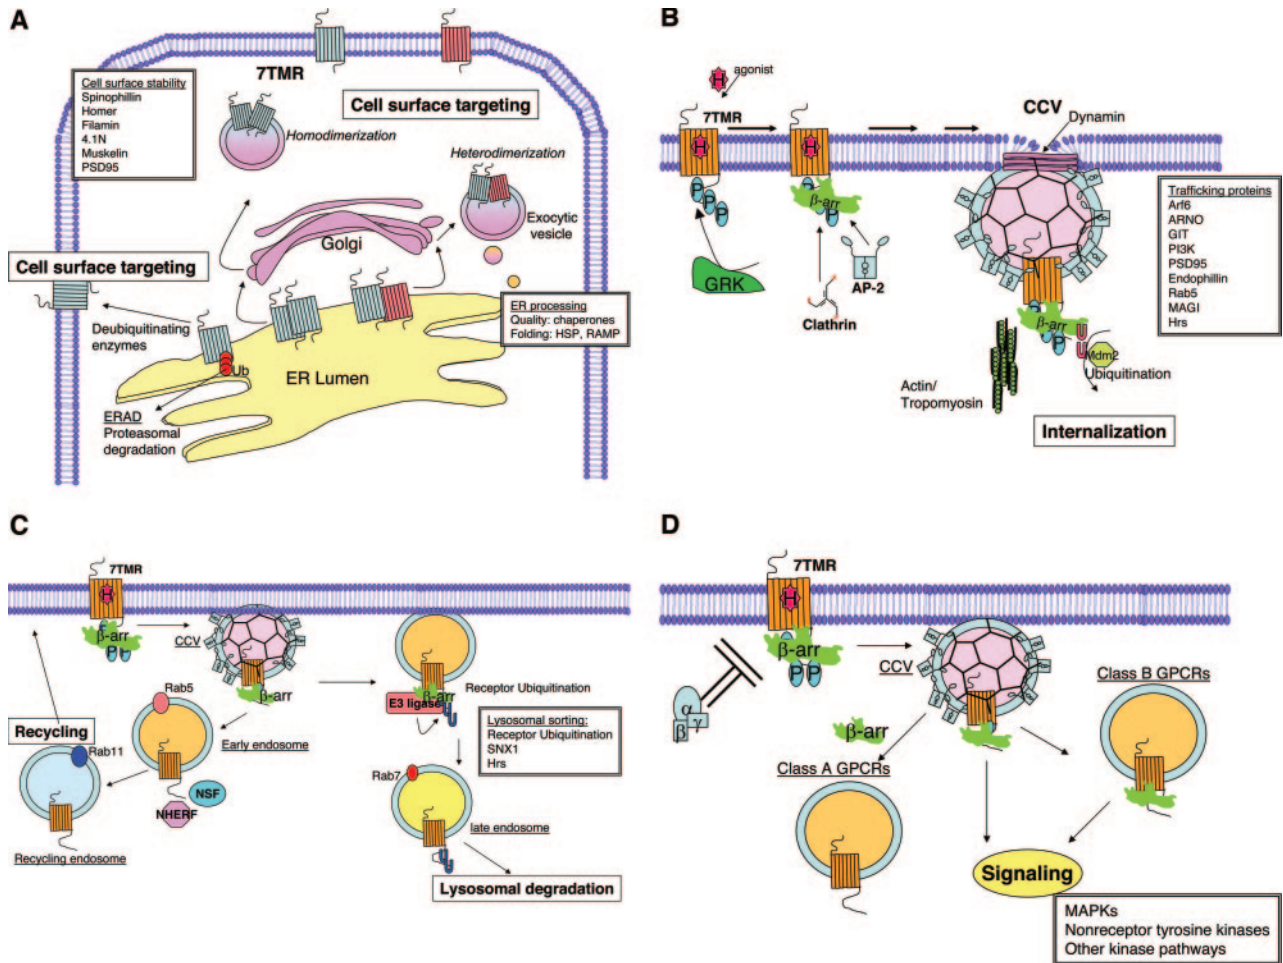 A
7TMR
Cell surface stability
Spinophillin
Homer
Filamin
4.1N
Muskelin
PSD95
Cell surface targeting
Homodimerization
Heterodimerization
Golgi
Exocytic
vesicle
Cell surface targeting
Deubiquitinating
enzymes
Ub
ER Lumen
ER processing
Quality: chaperones
Folding: HSP, RAMP
ERAD
Proteasomal
degradation
B
H
agonist
7TMR
H
H
P
P
P
P
P
β-arr
GRK
Clathrin
AP-2
CCV
Dynamin
β-arr
P
P
U
U
Mdm2
Ubiquitination
Actin/
Tropomyosin
Internalization
Trafficking proteins
Arf6
ARNO
GIT
PI3K
PSD95
Endophillin
Rab5
MAGI
Hrs
C
7TMR
H
β-arr
P
P
CCV
β-arr
Rab5
Early endosome
Recycling
Rab11
NSF
NHERF
Recycling endosome
β-arr
E3 ligase
Receptor Ubiquitination
Lysosomal sorting:
Receptor Ubiquitination
SNX1
Hrs
Rab7
late endosome
Lysosomal degradation
D
7TMR
H
β-arr
P
P
α
β
γ
CCV
β-arr
Class A GPCRs
Class B GPCRs
Signaling
MAPKs
Nonreceptor tyrosine kinases
Other kinase pathways